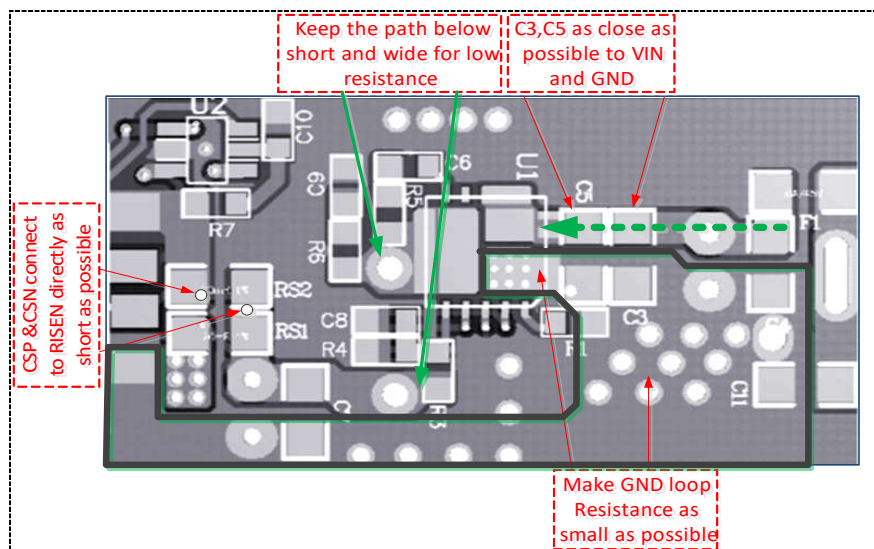 Keep the path below
short and wide for low
resistance
C3,C5 as close as
possible to VIN
and GND
U2
C10
C6
U1
C9
R5
C5
F1
R7
R6
CSP &CSN connect
to RISEN directly as
short as possible
RS2
RS1
C8
C3
R4
R1
R3
C11
Make GND loop
Resistance as
small as possible